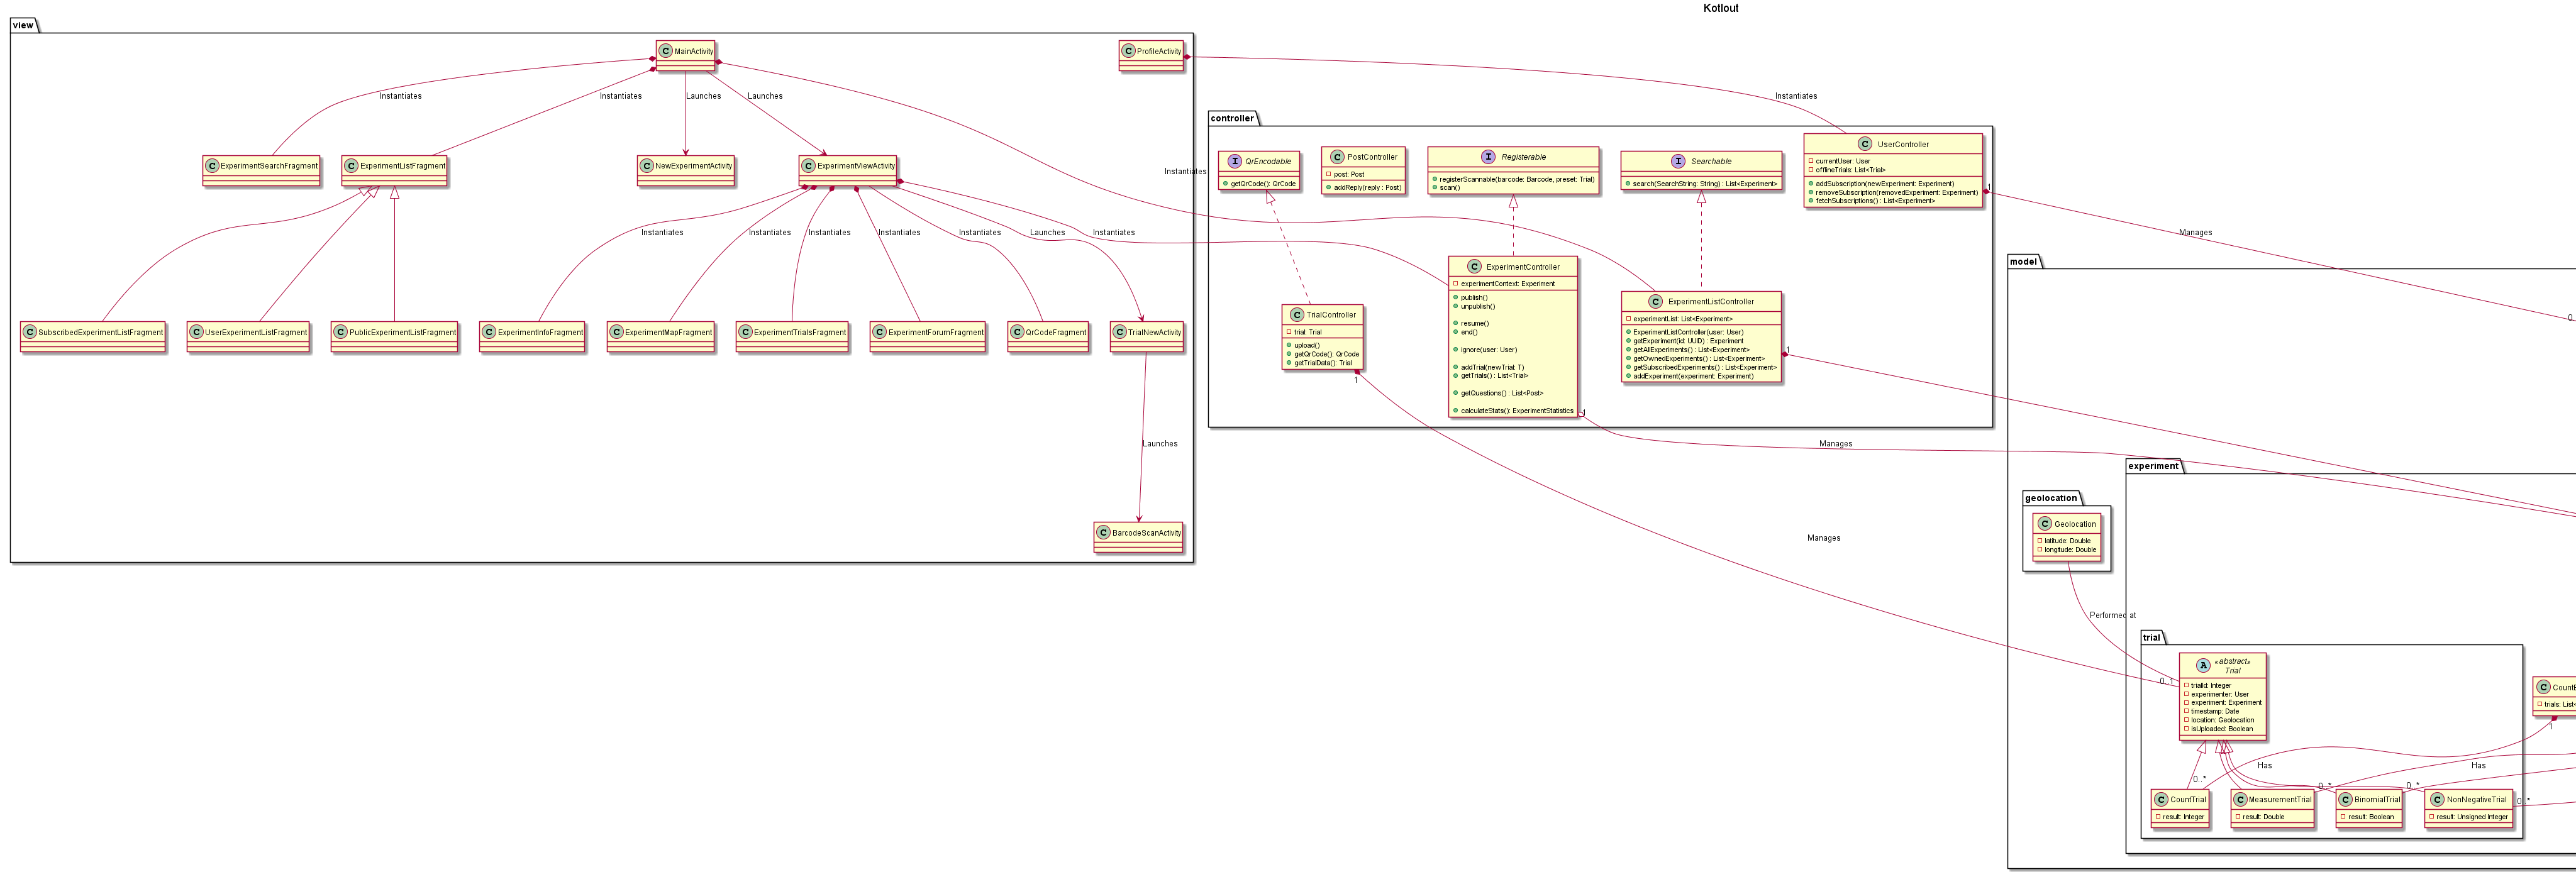 Kotlout
view
MainActivity
ProfileActivity
Instantiates
Instantiates
Launches
Launches
Instantiates
Instantiates
ExperimentSearchFragment
ExperimentListFragment
NewExperimentActivity
ExperimentViewActivity
Instantiates
Instantiates
Instantiates
Instantiates
Instantiates
Launches
Instantiates
SubscribedExperimentListFragment
UserExperimentListFragment
PublicExperimentListFragment
ExperimentInfoFragment
ExperimentMapFragment
ExperimentTrialsFragment
ExperimentForumFragment
QrCodeFragment
TrialNewActivity
Launches
BarcodeScanActivity
controller
QrEncodable
getQrCode(): QrCode
PostController
post: Post
addReply(reply : Post)
Registerable
registerScannable(barcode: Barcode, preset: Trial)
scan()
Searchable
search(SearchString: String) : List<Experiment>
UserController
currentUser: User
offlineTrials: List<Trial>
addSubscription(newExperiment: Experiment)
removeSubscription(removedExperiment: Experiment)
fetchSubscriptions() : List<Experiment>
1
Manages
0.
TrialController
trial: Trial
upload()
getQrCode(): QrCode
getTrialData(): Trial
1
ExperimentController
experimentContext: Experiment
publish()
unpublish()
resume()
end()
ignore(user: User)
addTrial(newTrial: T)
getTrials() : List<Trial>
getQuestions() : List<Post>
calculateStats(): ExperimentStatistics
1
ExperimentListController
experimentList: List<Experiment>
ExperimentListController(user: User)
getExperiment(id: UUID) : Experiment
getAllExperiments() : List<Experiment>
getOwnedExperiments() : List<Experiment>
getSubscribedExperiments() : List<Experiment>
addExperiment(experiment: Experiment)
1
Manages
Manages
model
experiment
geolocation
Geolocation
latitude: Double
longitude: Double
Performed at
trial
«abstract»
Trial
trialId: Integer
experimenter: User
experiment: Experiment
timestamp: Date
location: Geolocation
isUploaded: Boolean
0..1
CountE
trials: List<
1
Has
Has
0..*
0..*
0..*
0..*
CountTrial
result: Integer
MeasurementTrial
result: Double
BinomialTrial
result: Boolean
NonNegativeTrial
result: Unsigned Integer